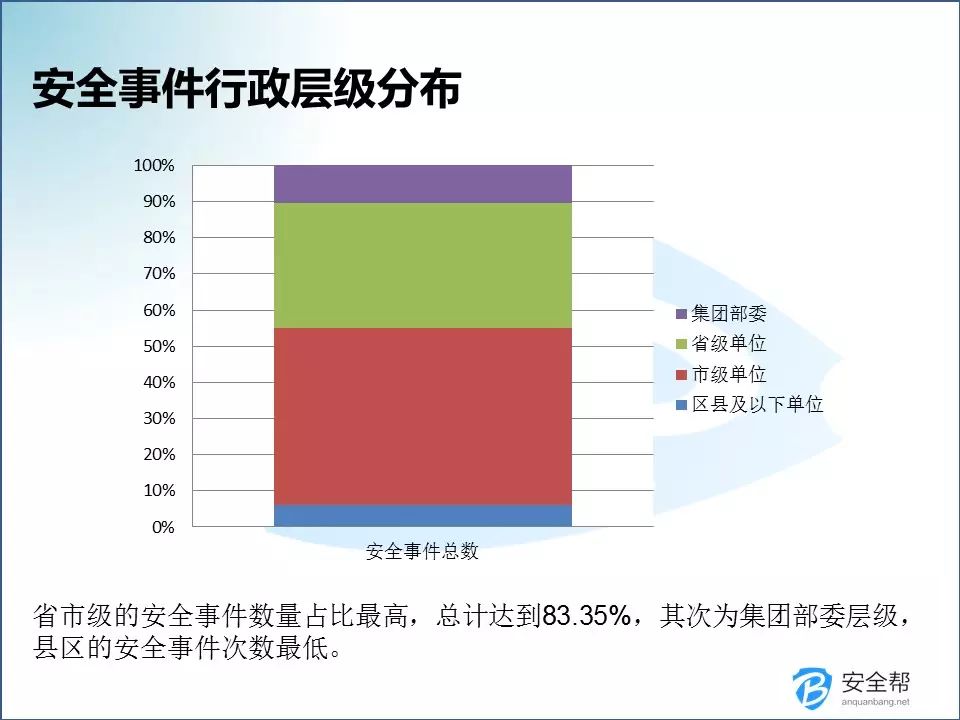 安全事件行政层级分布
100%
90%
80%
70%
60%
50%
40%
30%
20%
10%
0%
安全事件总数
集团部委
省级单位
市级单位
区县及以下单位
省市级的安全事件数量占比最高，总计达到83.35%，其次为集团部委层级，
县区的安全事件次数最低。
安全帮
anquanbang.net